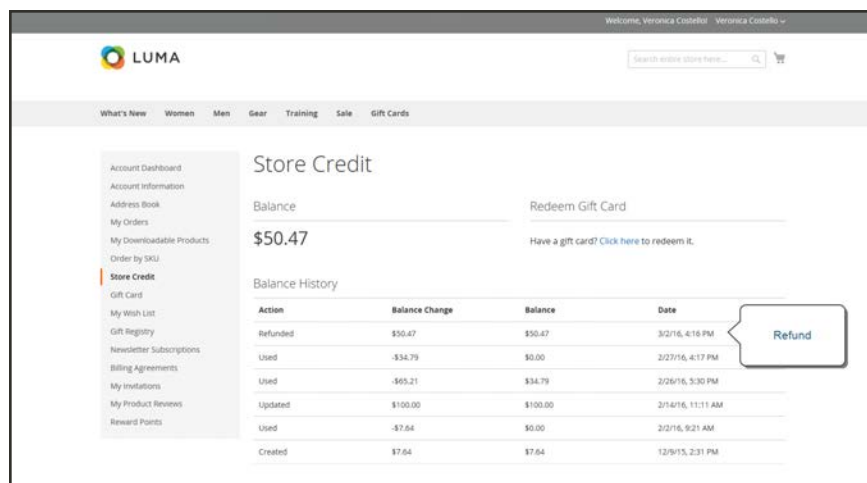 Welcome, Veronica Costello! Veronica Costello
LUMA
Search entire store here...
What's New Women Men Gear Training Sale Gift Cards
Account Dashboard
Account Information
Address Book
My Orders
My Downloadable Products
Order by SKU
Store Credit
Gift Card
My Wish List
Gift Registry
Newsletter Subscriptions
Billing Agreements
My Invitations
My Product Reviews
Reward Points
Store Credit
Balance
$50.47
Redeem Gift Card
Have a gift card? Click here to redeem it.
Balance History
Action Balance Change Balance Date
Refunded $50.47 $50.47 3/2/16, 4:16 PM
Used -$34.79 $0.00 2/27/16, 4:17 PM
Used -$65.21 $34.79 2/26/16, 5:30 PM
Updated $100.00 $100.00 2/14/16, 11:11 AM
Used -$7.64 $0.00 2/2/16, 9:21 AM
Created $7.64 $7.64 12/9/15, 2:31 PM
Refund